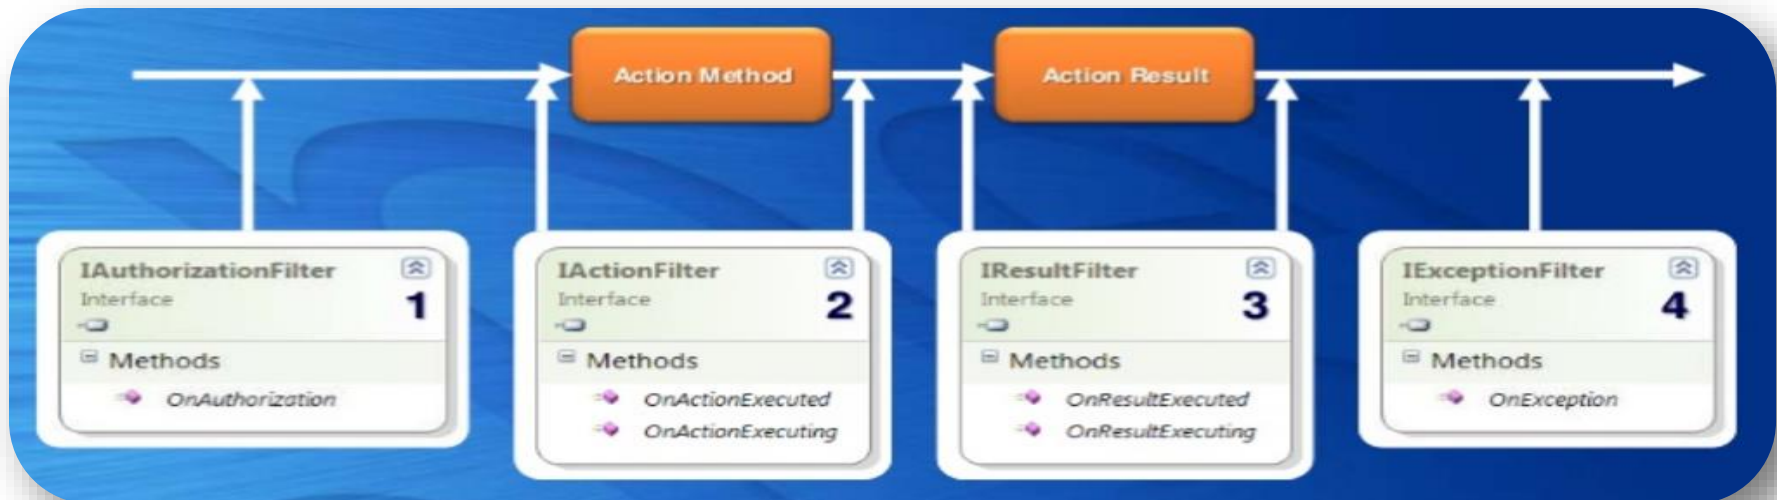 Action Method
Action Result
IAuthorizationFilter
Interface
1
Methods
OnAuthorization
IActionFilter
Interface
2
Methods
OnActionExecuted
OnActionExecuting
IResultFilter
Interface
3
Methods
OnResultExecuted
OnResultExecuting
IExceptionFilter
Interface
4
Methods
OnException